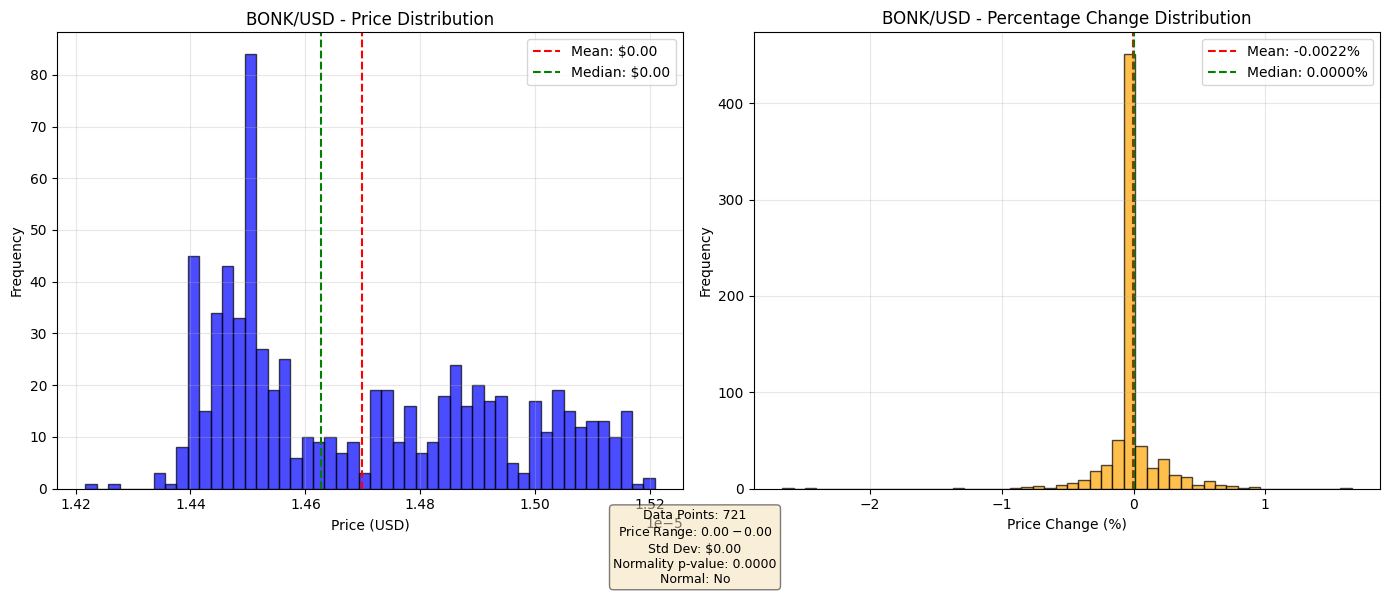 BONK/USD - Price Distribution
Mean: $0.00
Median: $0.00
Frequency
80
70
60
50
40
30
20
10
0
1.42
1.44
1.46
1.48
1.50
1.52
1e−5
Price (USD)
BONK/USD - Percentage Change Distribution
Mean: -0.0022%
Median: 0.0000%
Frequency
400
300
200
100
0
−2
−1
0
1
Price Change (%)
Data Points: 721
Price Range: 0.00 − 0.00
Std Dev: $0.00
Normality p-value: 0.0000
Normal: No